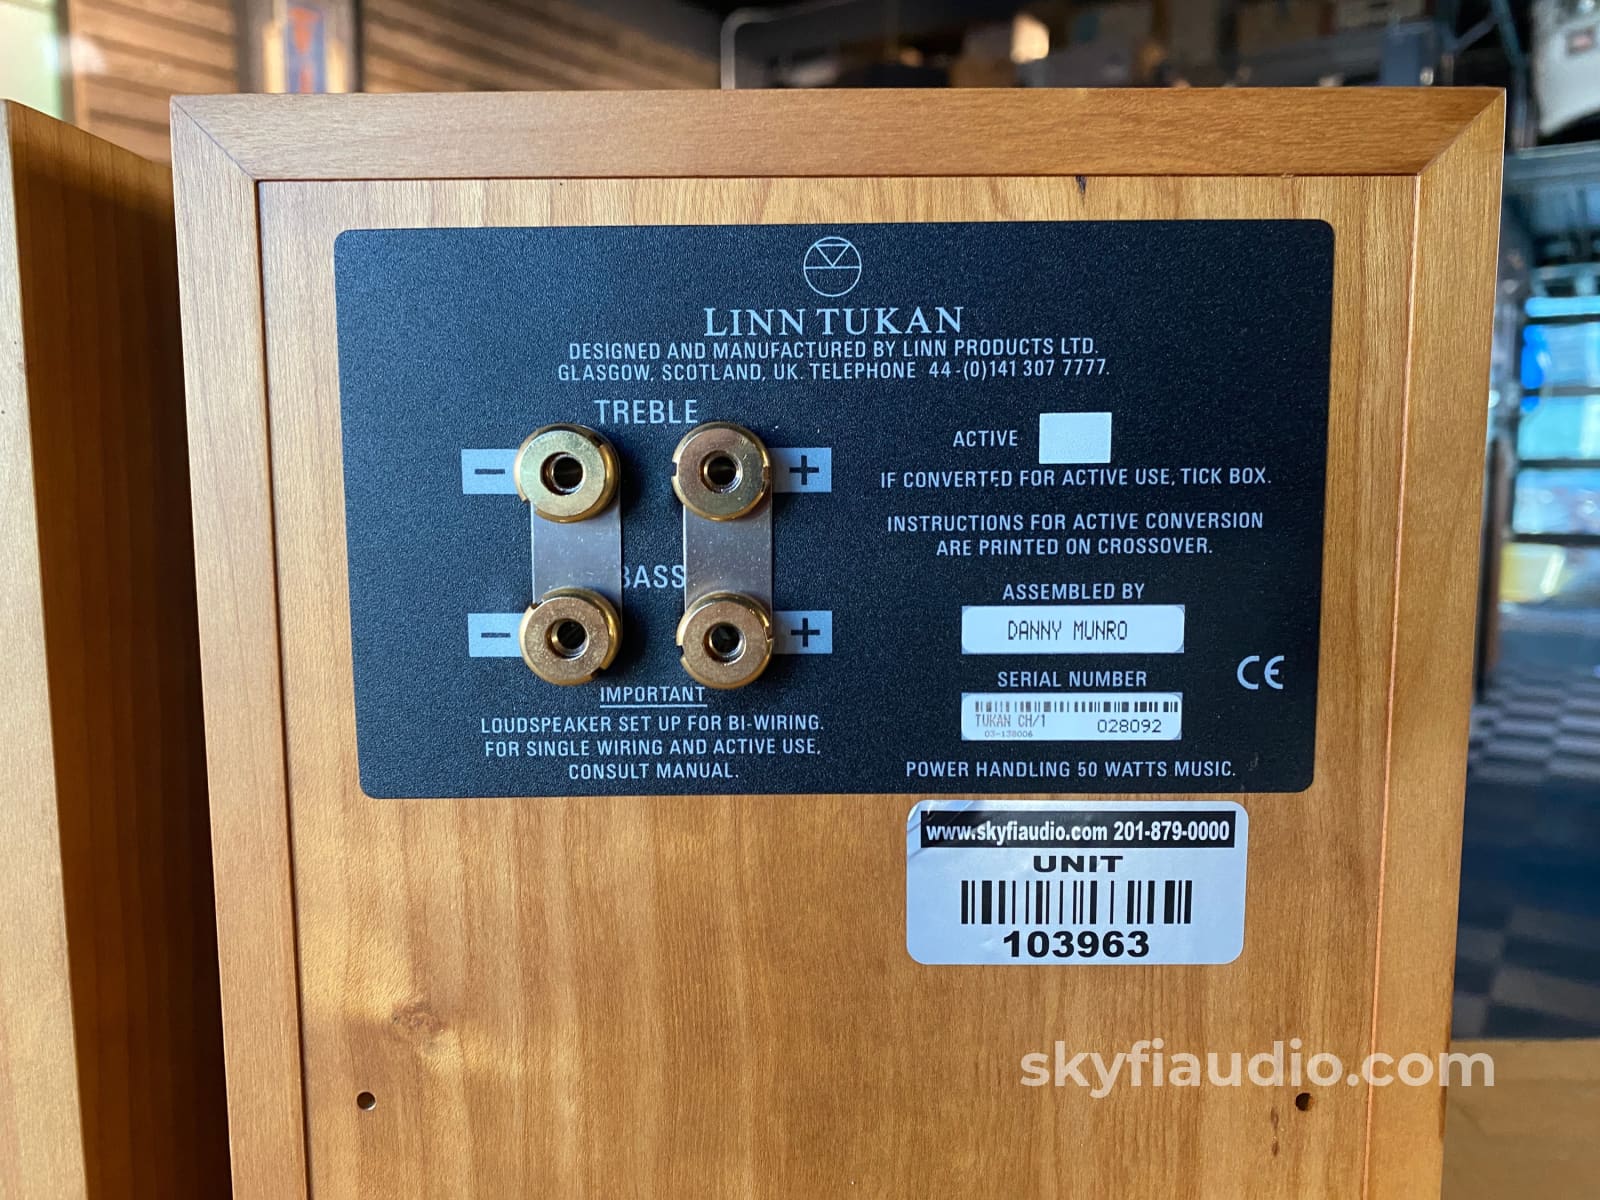 LINN TUKAN
DESIGNED AND MANUFACTURED BY LINN PRODUCTS LTD.
GLASGOW, SCOTLAND, UK. TELEPHONE 44-(0)141 307 7777.
TREBLE
− +
BASS
− +
IMPORTANT
LOUDSPEAKER SET UP FOR BI-WIRING.
FOR SINGLE WIRING AND ACTIVE USE,
CONSULT MANUAL.
ACTIVE
IF CONVERTED FOR ACTIVE USE, TICK BOX.
INSTRUCTIONS FOR ACTIVE CONVERSION
ARE PRINTED ON CROSSOVER.
ASSEMBLED BY
DANNY MUNRO
SERIAL NUMBER
TUKAN CH/1 028092
03-138006
CE
POWER HANDLING 50 WATTS MUSIC.
www.skyfiaudio.com 201-879-0000
UNIT
103963
skyfiaudio.com